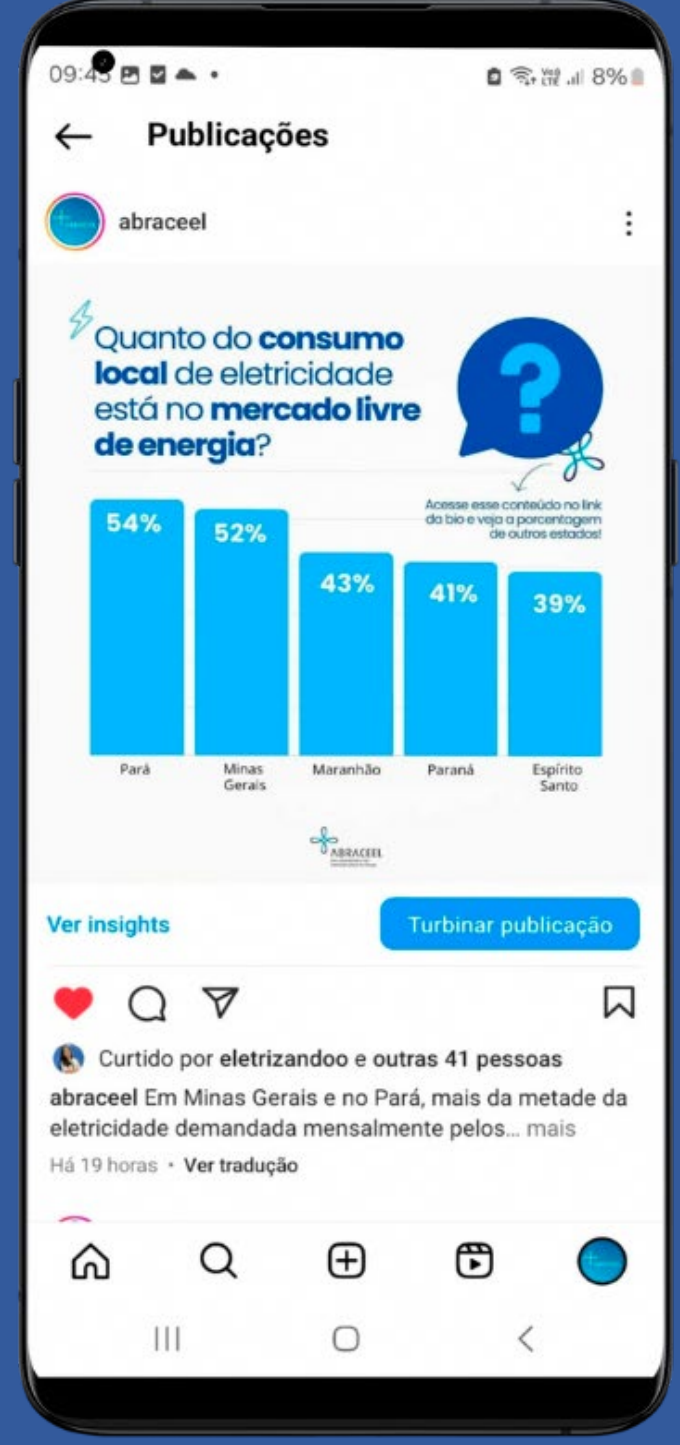 09:43
VoD LTE 8%
Publicações
abraceel
Quanto do consumo
local de eletricidade
está no mercado livre
de energia?
?
Acesse esse conteúdo no link
da bio e veja a porcentagem
de outros estados!
54%
52%
43%
41%
39%
Pará
Minas
Gerais
Maranhão
Paraná
Espírito
Santo
ABRACEEL
Ver insights
Turbinar publicação
Curtido por eletrizandoo e outras 41 pessoas
abraceel Em Minas Gerais e no Pará, mais da metade da
eletricidade demandada mensalmente pelos... mais
Há 19 horas • Ver tradução